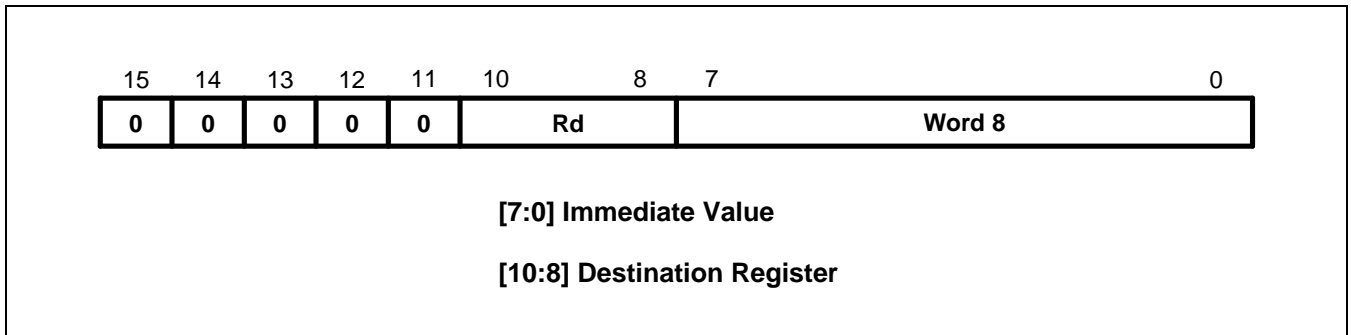 15 14 13 12 11 10 8 7 0
0 0 0 0 0 Rd Word 8
[7:0] Immediate Value
[10:8] Destination Register